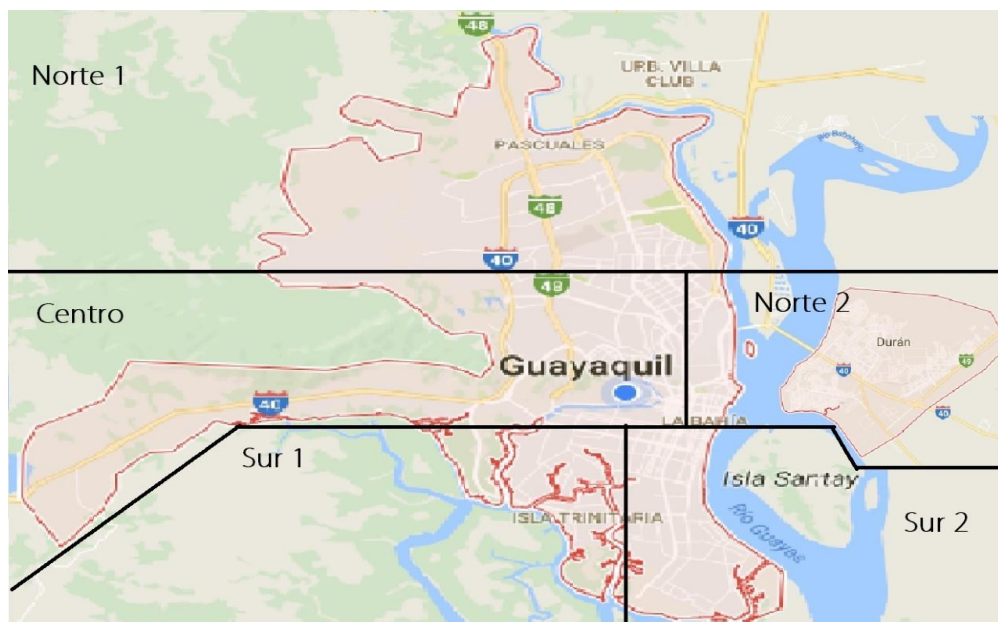 48
Norte 1
URB. VILLA
CLUB
Río Babahoyo
PASCUALES
48
40
40
48
Norte 2
Centro
Durán
Guayaquil
40
49
40
40
LA BAHÍA
Sur 1
Isla Santay
ISLA TRINITARIA
Río Guayas
Sur 2